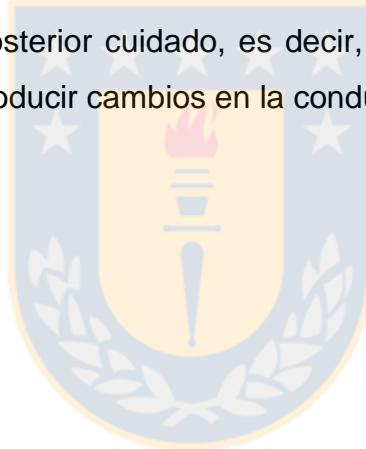 osterior cuidado, es decir,
oducir cambios en la condu